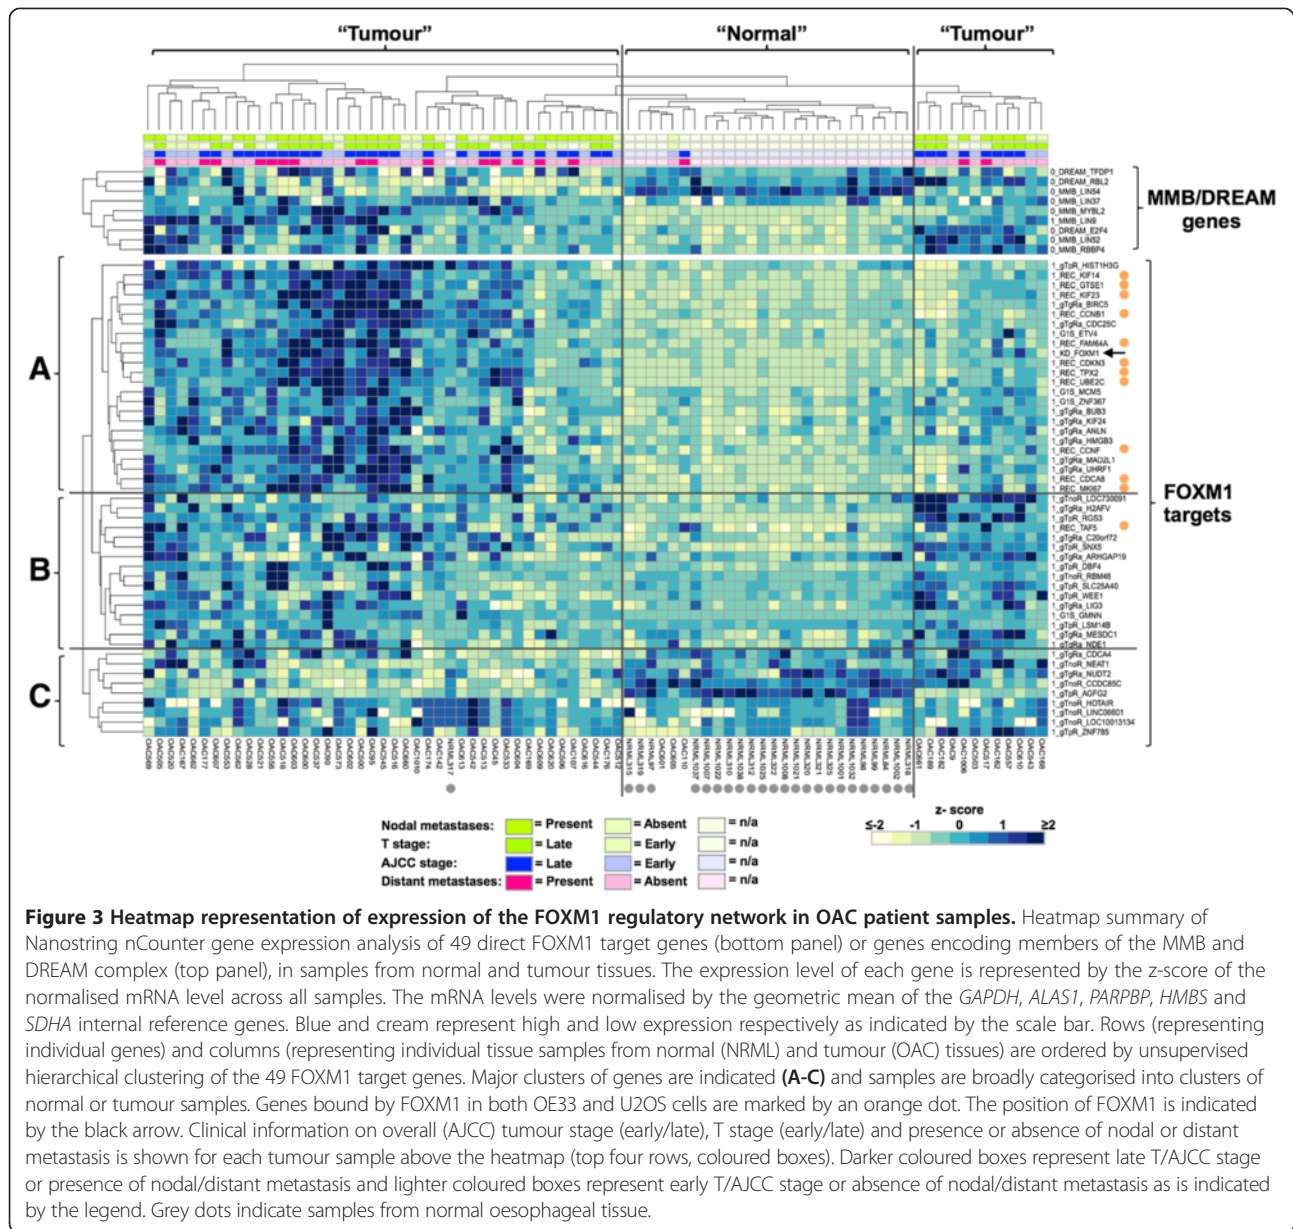 “Tumour”
“Normal”
“Tumour”
0_DREAM_TFDP1
0_DREAM_RBL2
0_MMB_LIN54
0_MMB_LIN37
0_MMB_MYBL2
1_MMB_LIN9
0_DREAM_E2F4
0_MMB_LIN52
0_MMB_RBBP4
MMB/DREAM
genes
A
1_gTpR_HIST1H3G
1_REC_KIF14
1_REC_GTSE1
1_REC_KIF23
1_gTgRa_BIRC5
1_REC_CCNB1
1_gTgRa_CDC25C
1_G1S_ETV4
1_REC_FAM64A
1_KD_FOXM1
1_REC_CDKN3
1_REC_TPX2
1_REC_UBE2C
1_G1S_MCM5
1_G1S_ZNF367
1_gTgRa_BUB3
1_gTgRa_KIF24
1_gTgRa_ANLN
1_gTgRa_HMGB3
1_REC_CCNF
1_gTgRa_MAD2L1
1_gTgRa_UHRF1
1_REC_CDCA8
1_REC_MKI67
FOXM1
targets
B
1_gTnoR_LOC730091
1_gTgRa_H2AFV
1_gTpR_RGS3
1_REC_TAF5
1_gTgRa_C20orf72
1_gTpR_SNX5
1_gTgRa_ARHGAP19
1_gTpR_DBF4
1_gTnoR_RBM48
1_gTpR_SLC25A40
1_gTpR_WEE1
1_gTgRa_LIG3
1_G1S_GMNN
1_gTpR_LSM14B
1_gTgRa_MESDC1
1_gTgRa_NDE1
C
1_gTgRa_CDCA4
1_gTnoR_NEAT1
1_gTgRa_NUDT2
1_gTnoR_CCDC85C
1_gTpR_AGFG2
1_gTnoR_HOTAIR
1_gTnoR_LINC00601
1_gTnoR_LOC10013134
1_gTpR_ZNF785
Nodal metastases: = Present = Absent = n/a
T stage: = Late = Early = n/a
AJCC stage: = Late = Early = n/a
Distant metastases: = Present = Absent = n/a
z- score
≤-2 -1 0 1 ≥2
Figure 3 Heatmap representation of expression of the FOXM1 regulatory network in OAC patient samples. Heatmap summary of
Nanostring nCounter gene expression analysis of 49 direct FOXM1 target genes (bottom panel) or genes encoding members of the MMB and
DREAM complex (top panel), in samples from normal and tumour tissues. The expression level of each gene is represented by the z-score of the
normalised mRNA level across all samples. The mRNA levels were normalised by the geometric mean of the GAPDH, ALAS1, PARPBP, HMBS and
SDHA internal reference genes. Blue and cream represent high and low expression respectively as indicated by the scale bar. Rows (representing
individual genes) and columns (representing individual tissue samples from normal (NRML) and tumour (OAC) tissues) are ordered by unsupervised
hierarchical clustering of the 49 FOXM1 target genes. Major clusters of genes are indicated (A-C) and samples are broadly categorised into clusters of
normal or tumour samples. Genes bound by FOXM1 in both OE33 and U2OS cells are marked by an orange dot. The position of FOXM1 is indicated
by the black arrow. Clinical information on overall (AJCC) tumour stage (early/late), T stage (early/late) and presence or absence of nodal or distant
metastasis is shown for each tumour sample above the heatmap (top four rows, coloured boxes). Darker coloured boxes represent late T/AJCC stage
or presence of nodal/distant metastasis and lighter coloured boxes represent early T/AJCC stage or absence of nodal/distant metastasis as is indicated
by the legend. Grey dots indicate samples from normal oesophageal tissue.